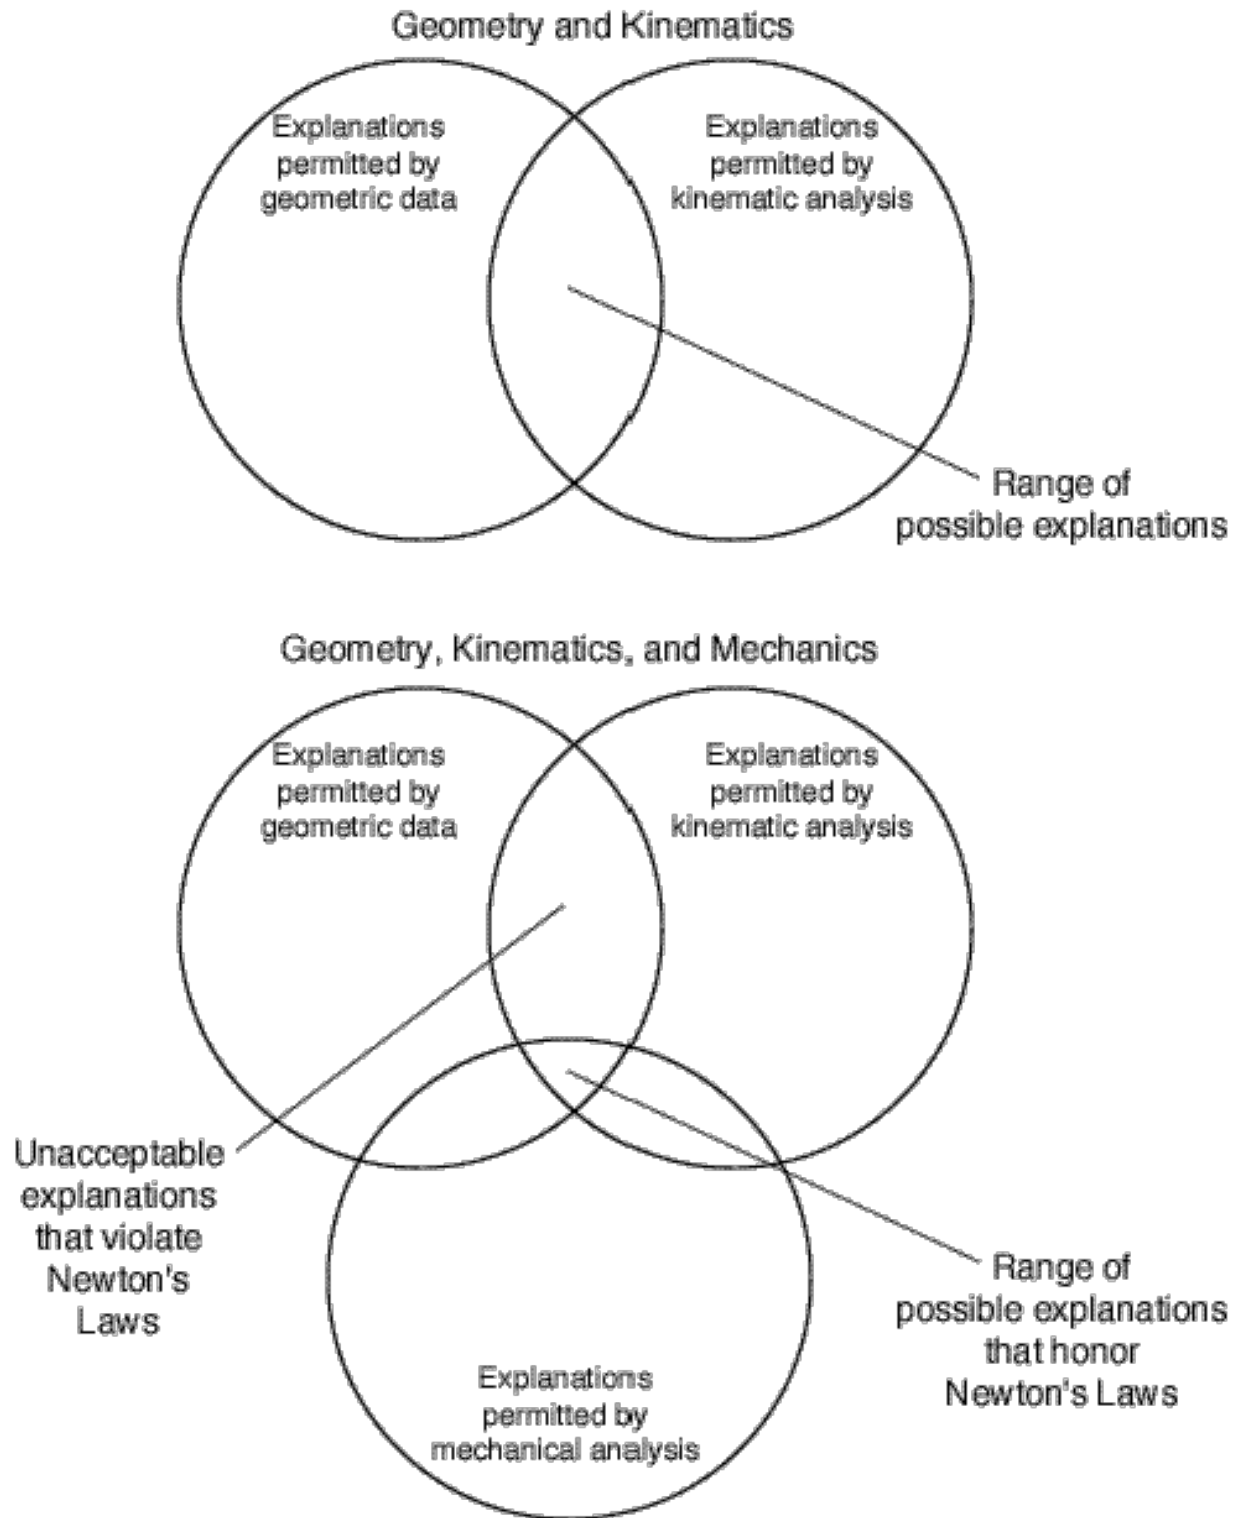 Geometry and Kinematics
Explanations
permitted by
geometric data
Explanations
permitted by
kinematic analysis
Range of
possible explanations
Geometry, Kinematics, and Mechanics
Explanations
permitted by
geometric data
Explanations
permitted by
kinematic analysis
Unacceptable
explanations
that violate
Newton's
Laws
Range of
possible explanations
that honor
Newton's Laws
Explanations
permitted by
mechanical analysis